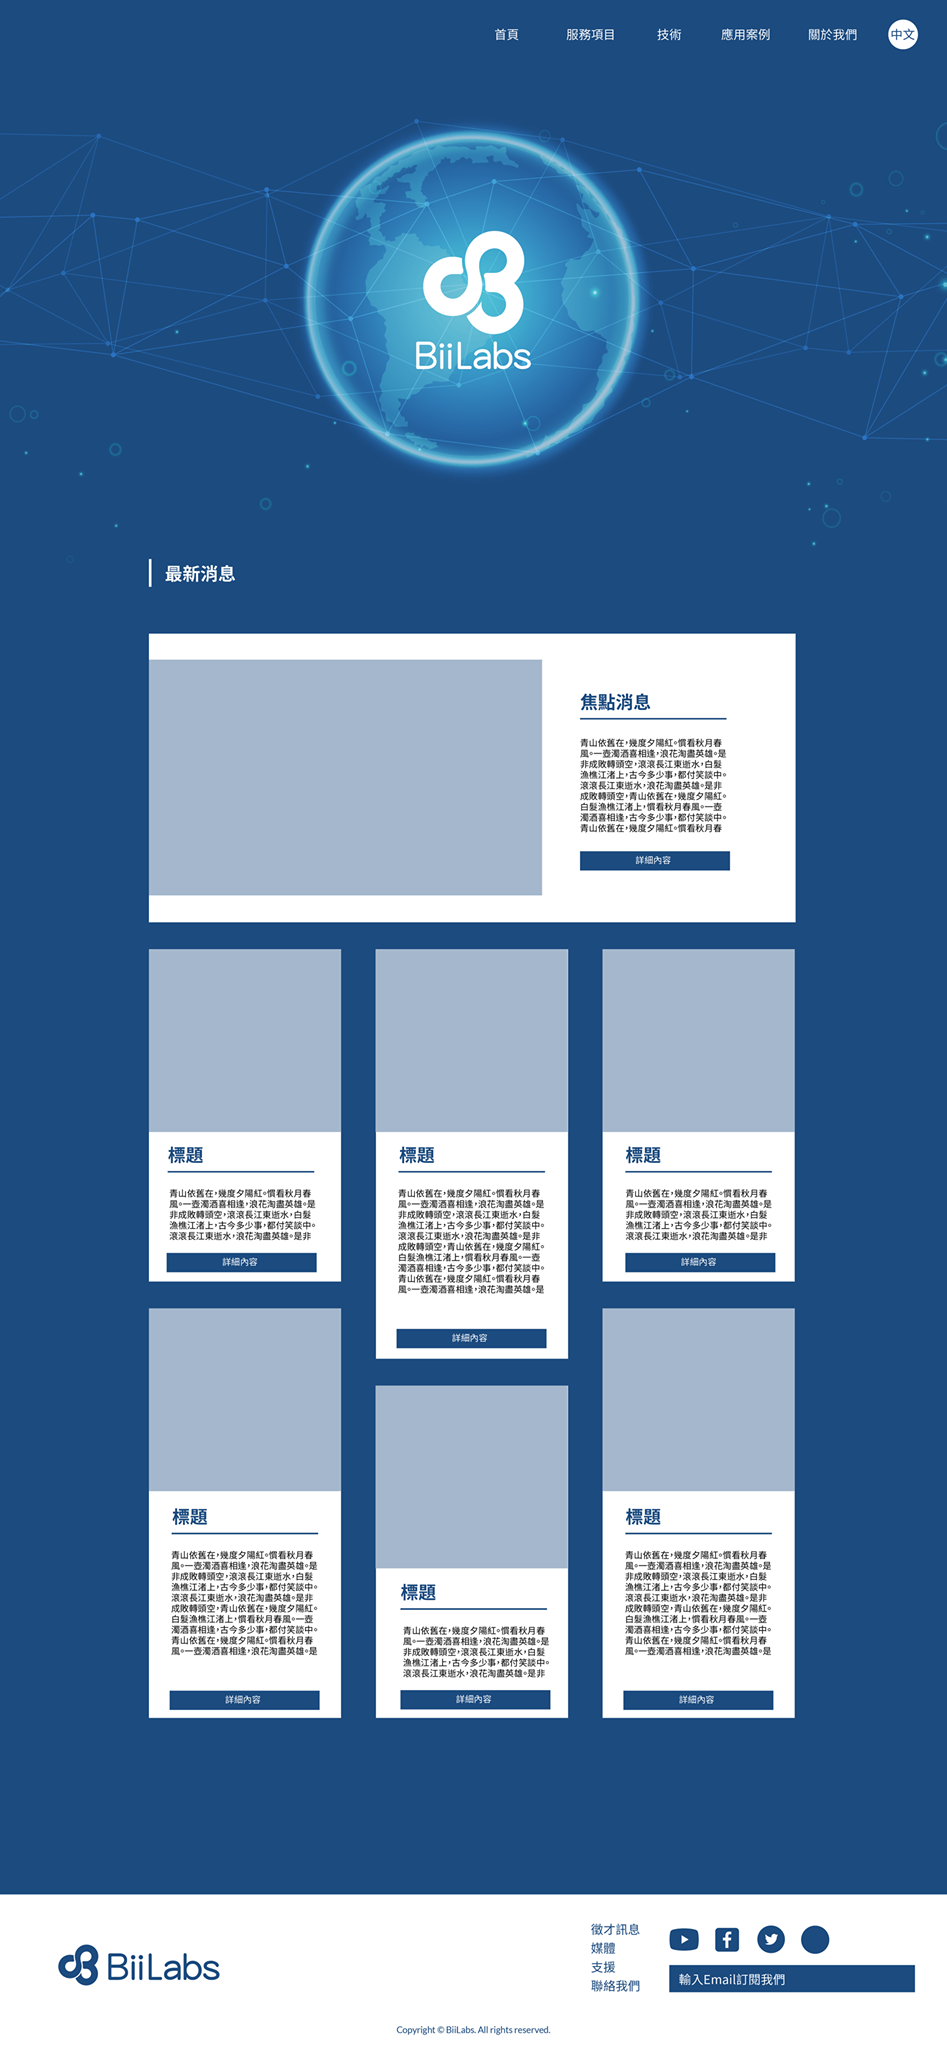 首頁 服務項目 技術 應用案例 關於我們 中文
BiiLabs
最新消息
焦點消息
青山依舊在,幾度夕陽紅。慣看秋月春
風。一壺濁酒喜相逢,浪花淘盡英雄。是
非成敗轉頭空,滾滾長江東逝水,白髮
漁樵江渚上,古今多少事,都付笑談中。
滾滾長江東逝水,浪花淘盡英雄。是非
成敗轉頭空,青山依舊在,幾度夕陽紅。
白髮漁樵江渚上,慣看秋月春風。一壺
濁酒喜相逢,古今多少事,都付笑談中。
青山依舊在,幾度夕陽紅。慣看秋月春
詳細內容
標題
青山依舊在,幾度夕陽紅。慣看秋月春
風。一壺濁酒喜相逢,浪花淘盡英雄。是
非成敗轉頭空,滾滾長江東逝水,白髮
漁樵江渚上,古今多少事,都付笑談中。
滾滾長江東逝水,浪花淘盡英雄。是非
詳細內容
標題
青山依舊在,幾度夕陽紅。慣看秋月春
風。一壺濁酒喜相逢,浪花淘盡英雄。是
非成敗轉頭空,滾滾長江東逝水,白髮
漁樵江渚上,古今多少事,都付笑談中。
滾滾長江東逝水,浪花淘盡英雄。是非
成敗轉頭空,青山依舊在,幾度夕陽紅。
白髮漁樵江渚上,慣看秋月春風。一壺
濁酒喜相逢,古今多少事,都付笑談中。
青山依舊在,幾度夕陽紅。慣看秋月春
風。一壺濁酒喜相逢,浪花淘盡英雄。是
詳細內容
標題
青山依舊在,幾度夕陽紅。慣看秋月春
風。一壺濁酒喜相逢,浪花淘盡英雄。是
非成敗轉頭空,滾滾長江東逝水,白髮
漁樵江渚上,古今多少事,都付笑談中。
滾滾長江東逝水,浪花淘盡英雄。是非
詳細內容
標題
青山依舊在,幾度夕陽紅。慣看秋月春
風。一壺濁酒喜相逢,浪花淘盡英雄。是
非成敗轉頭空,滾滾長江東逝水,白髮
漁樵江渚上,古今多少事,都付笑談中。
滾滾長江東逝水,浪花淘盡英雄。是非
成敗轉頭空,青山依舊在,幾度夕陽紅。
白髮漁樵江渚上,慣看秋月春風。一壺
濁酒喜相逢,古今多少事,都付笑談中。
青山依舊在,幾度夕陽紅。慣看秋月春
風。一壺濁酒喜相逢,浪花淘盡英雄。是
詳細內容
標題
青山依舊在,幾度夕陽紅。慣看秋月春
風。一壺濁酒喜相逢,浪花淘盡英雄。是
非成敗轉頭空,滾滾長江東逝水,白髮
漁樵江渚上,古今多少事,都付笑談中。
滾滾長江東逝水,浪花淘盡英雄。是非
詳細內容
標題
青山依舊在,幾度夕陽紅。慣看秋月春
風。一壺濁酒喜相逢,浪花淘盡英雄。是
非成敗轉頭空,滾滾長江東逝水,白髮
漁樵江渚上,古今多少事,都付笑談中。
滾滾長江東逝水,浪花淘盡英雄。是非
成敗轉頭空,青山依舊在,幾度夕陽紅。
白髮漁樵江渚上,慣看秋月春風。一壺
濁酒喜相逢,古今多少事,都付笑談中。
青山依舊在,幾度夕陽紅。慣看秋月春
風。一壺濁酒喜相逢,浪花淘盡英雄。是
詳細內容
BiiLabs
徵才訊息
媒體
支援
聯絡我們
輸入Email訂閱我們
Copyright © BiiLabs. All rights reserved.